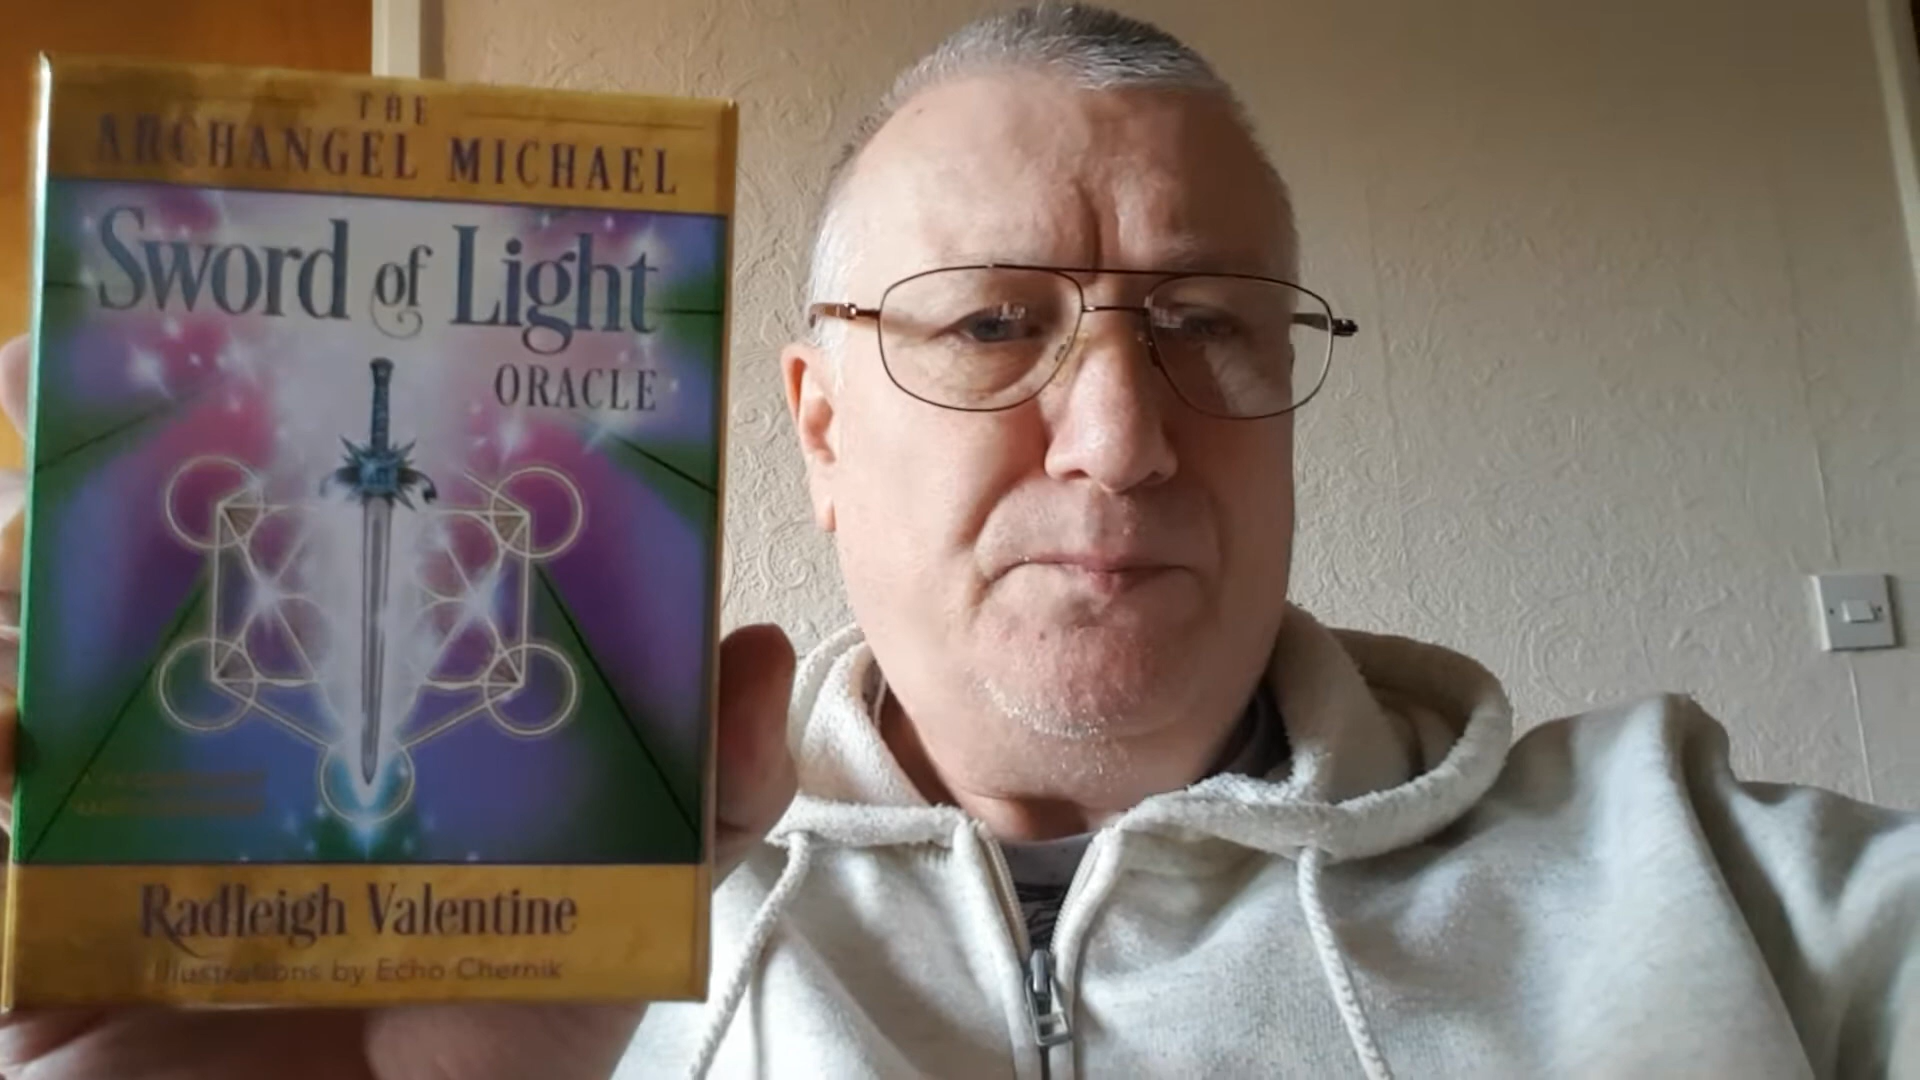 THE
ARCHANGEL MICHAEL
Sword of Light
ORACLE
Radleigh Valentine
Illustrations by Echo Chernik